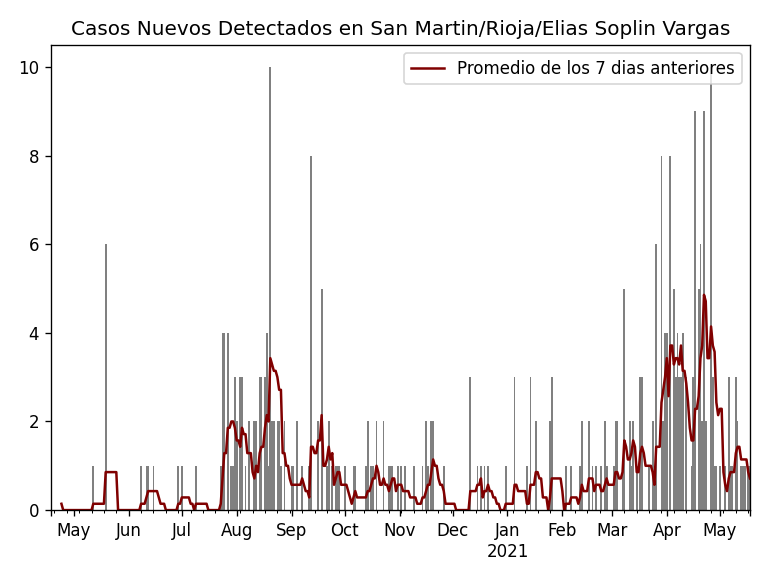 Casos Nuevos Detectados en San Martin/Rioja/Elias Soplin Vargas
Promedio de los 7 dias anteriores
10
8
6
4
2
0
May Jun Jul Aug Sep Oct Nov Dec Jan Feb Mar Apr May
2021